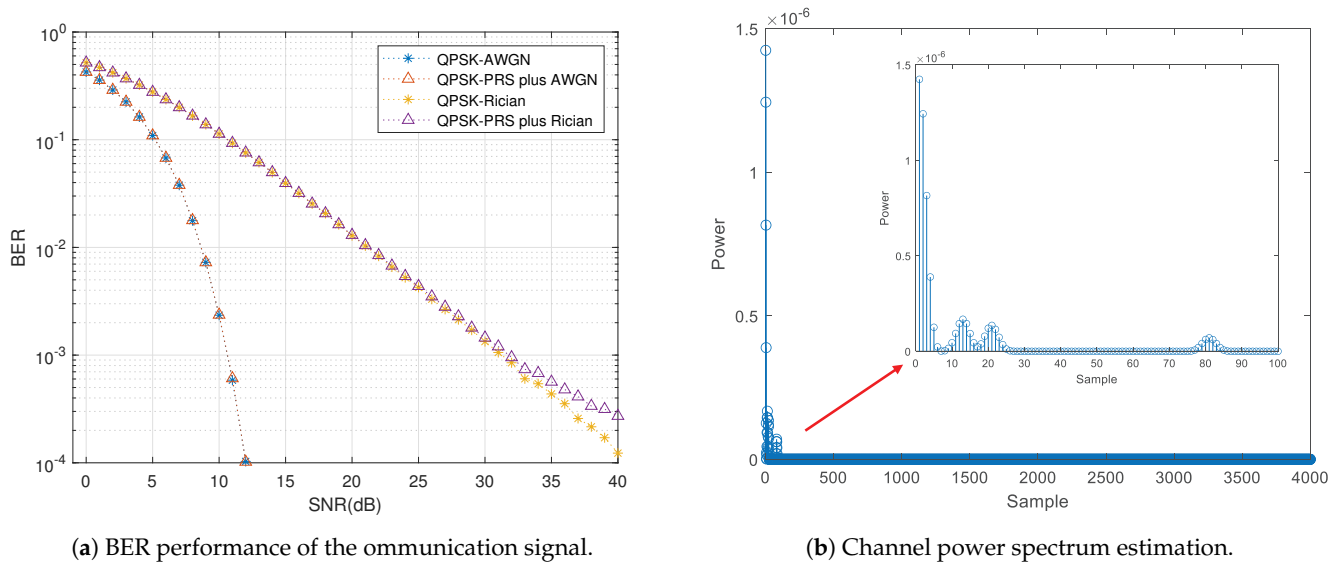 10^0
10^-1
10^-2
10^-3
10^-4
BER
0 5 10 15 20 25 30 35 40
SNR(dB)
QPSK-AWGN
QPSK-PRS plus AWGN
QPSK-Rician
QPSK-PRS plus Rician
(a) BER performance of the ommunication signal.
×10^-6
1.5
1
0.5
0
Power
0 500 1000 1500 2000 2500 3000 3500 4000
Sample
×10^-6
1.5
1
0.5
0
Power
0 10 20 30 40 50 60 70 80 90 100
Sample
(b) Channel power spectrum estimation.